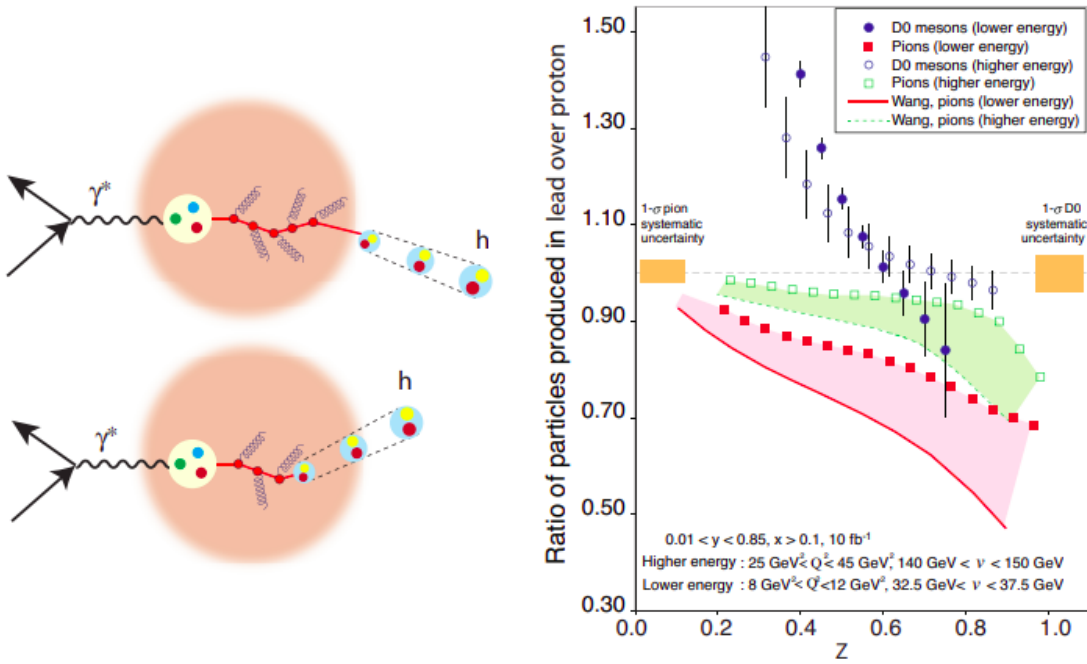 γ*
h
γ*
h
Ratio of particles produced in lead over proton
1.50
1.30
1.10
0.90
0.70
0.50
0.30
D0 mesons (lower energy)
Pions (lower energy)
D0 mesons (higher energy)
Pions (higher energy)
Wang, pions (lower energy)
Wang, pions (higher energy)
1-σ pion
systematic
uncertainty
1-σ D0
systematic
uncertainty
0.01 < y < 0.85, x > 0.1, 10 fb⁻¹
Higher energy : 25 GeV²< Q²< 45 GeV², 140 GeV < ν < 150 GeV
Lower energy : 8 GeV²< Q²<12 GeV², 32.5 GeV< ν < 37.5 GeV
0.0 0.2 0.4 0.6 0.8 1.0
Z